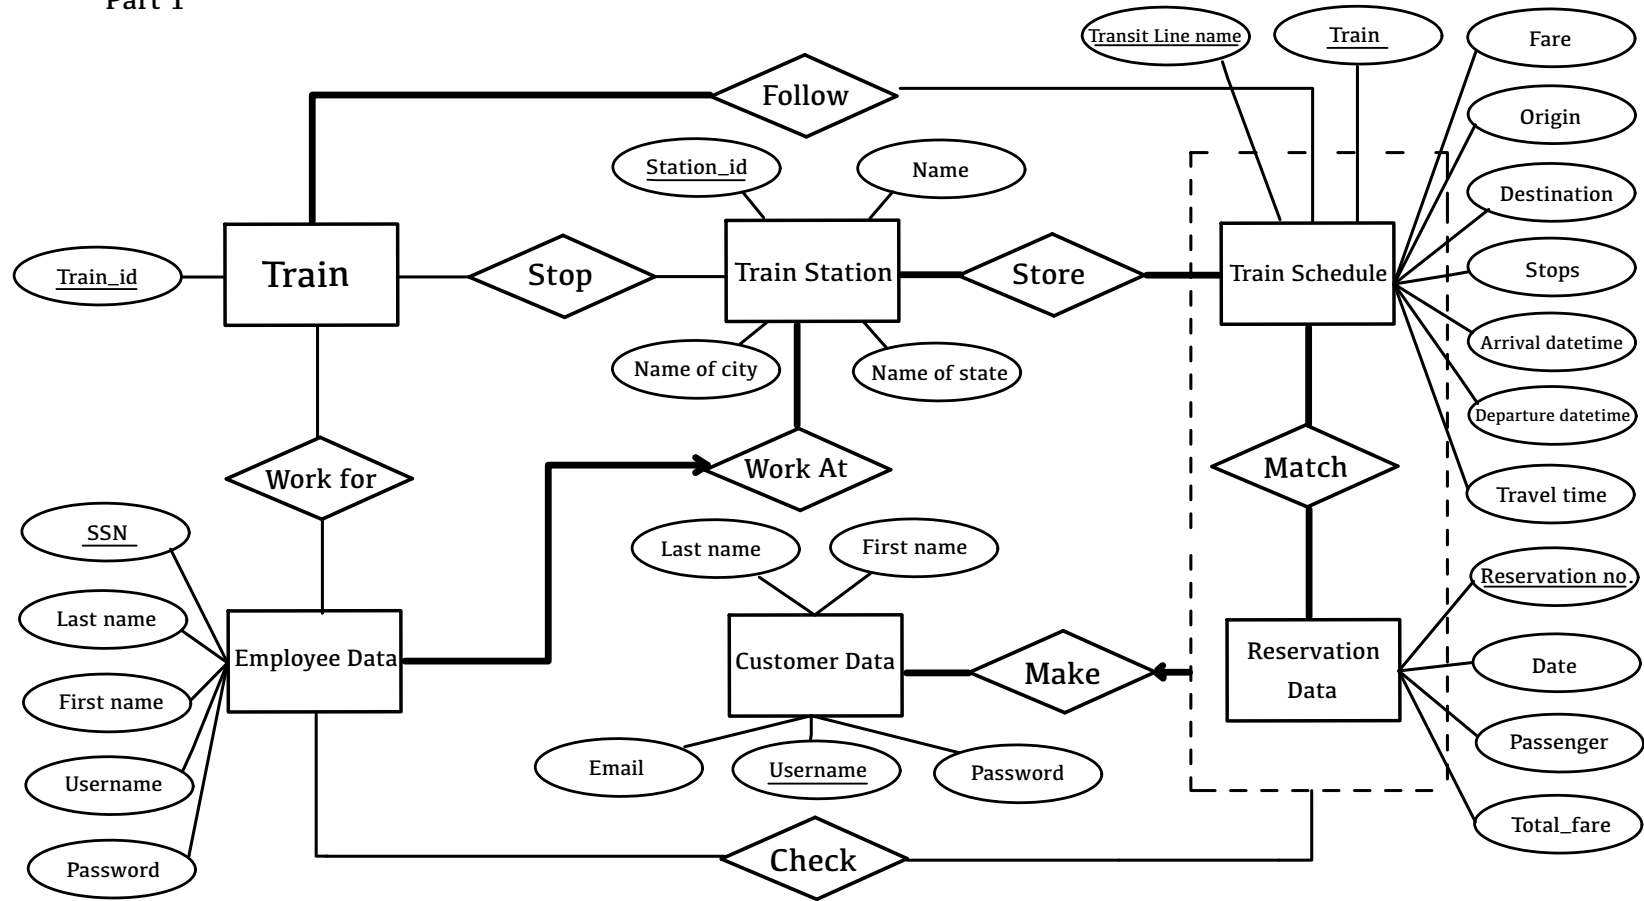 Part 1
Transit Line name
Train
Fare
Follow
Origin
Station_id
Name
Destination
Train_id
Train
Stop
Train Station
Store
Train Schedule
Stops
Arrival datetime
Name of city
Name of state
Departure datetime
Work for
Work At
Match
Travel time
SSN
Last name
First name
Reservation no.
Last name
Employee Data
Customer Data
Make
Reservation
Data
Date
First name
Passenger
Username
Email
Username
Password
Total_fare
Password
Check